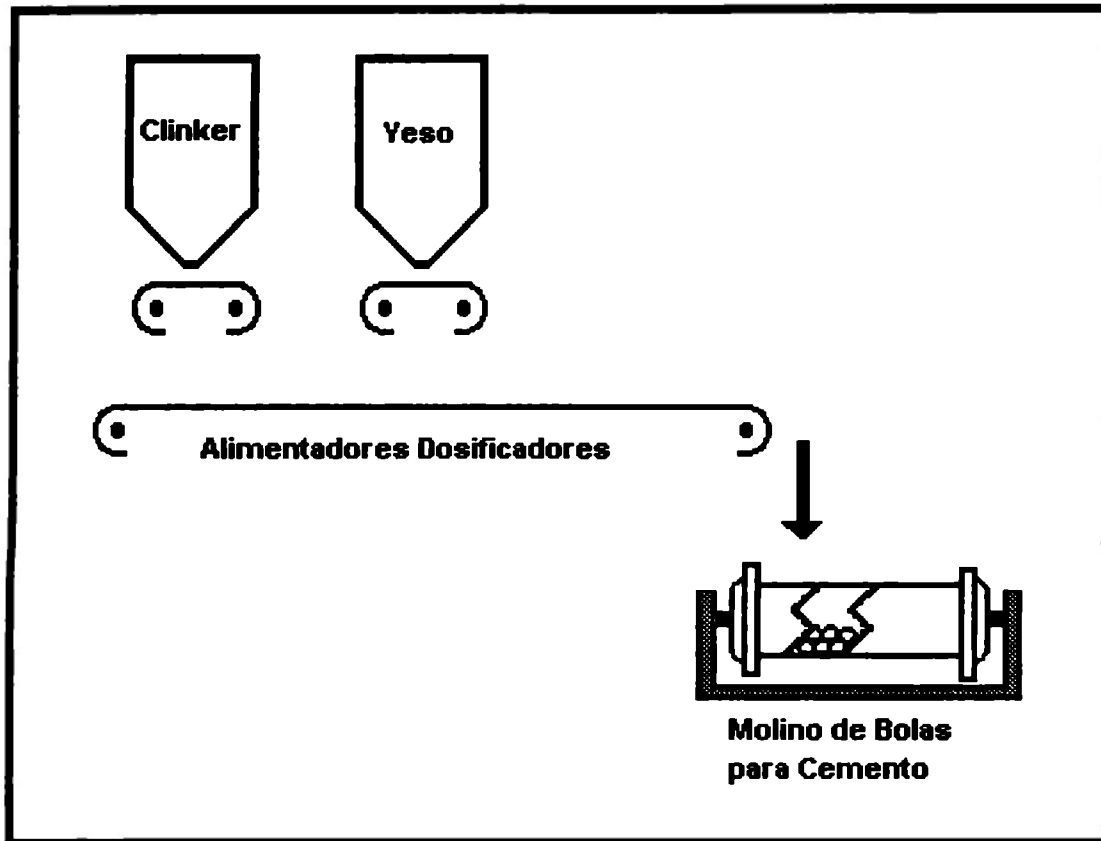 Clinker
Yeso
Alimentadores Dosificadores
Molino de Bolas
para Cemento